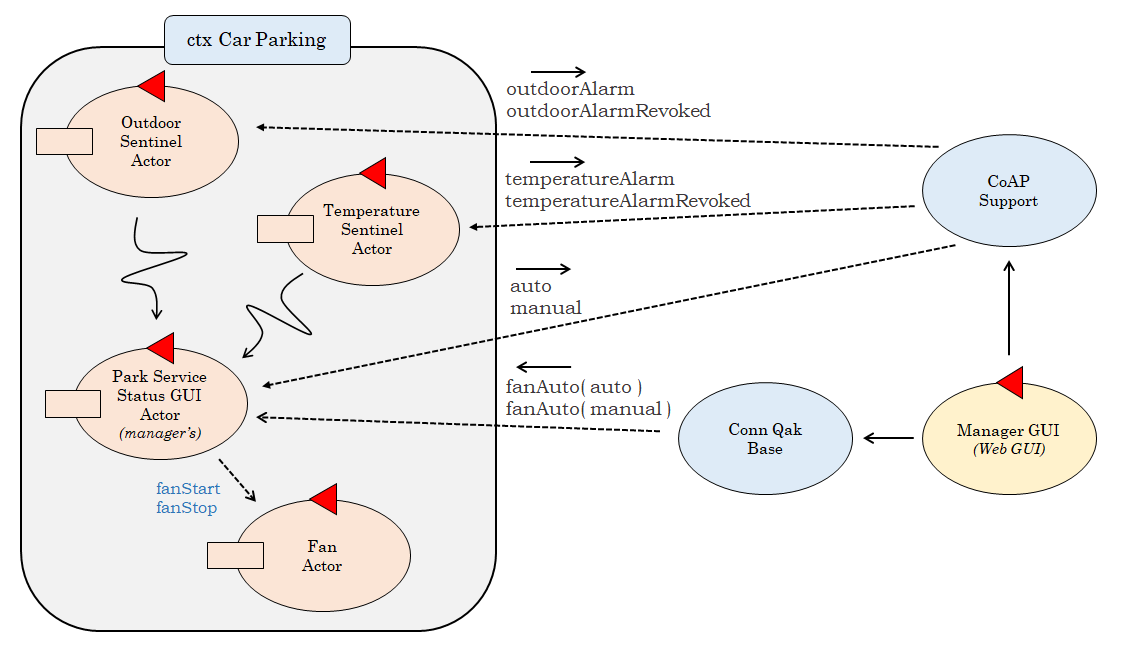 ctx Car Parking
Outdoor
Sentinel
Actor
Temperature
Sentinel
Actor
Park Service
Status GUI
Actor
(manager's)
fanStart
fanStop
Fan
Actor
outdoorAlarm
outdoorAlarmRevoked
temperatureAlarm
temperatureAlarmRevoked
auto
manual
fanAuto( auto )
fanAuto( manual )
CoAP
Support
Conn Qak
Base
Manager GUI
(Web GUI)